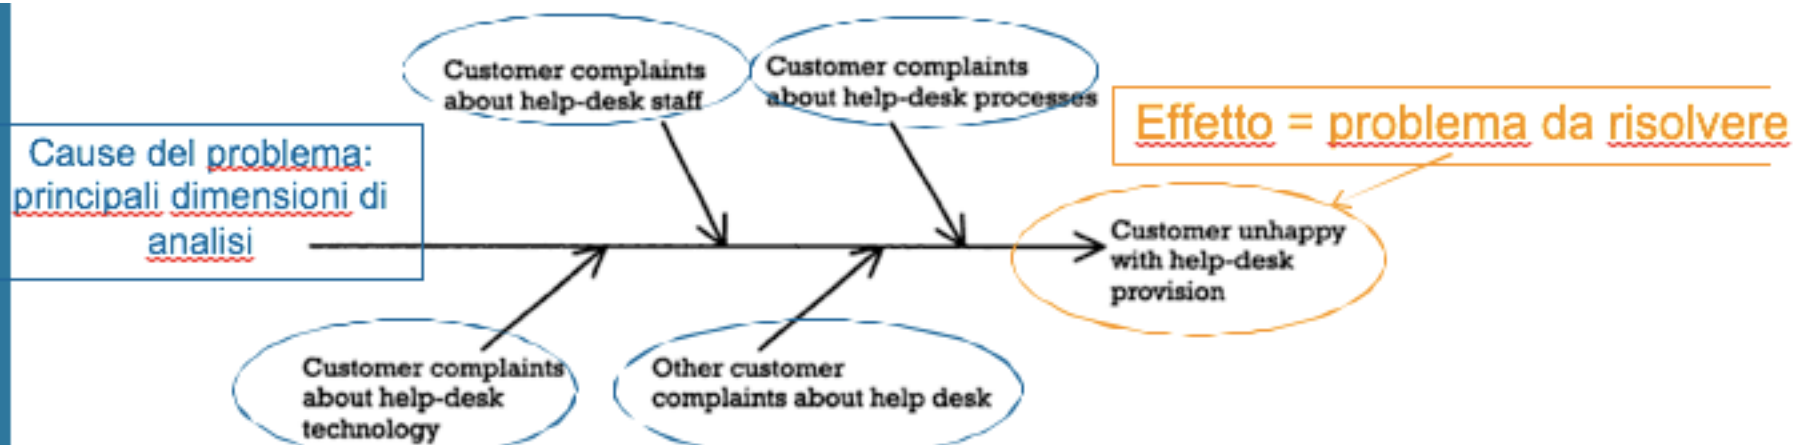 Customer complaints
about help-desk staff
Customer complaints
about help-desk processes
Effetto = problema da risolvere
Cause del problema:
principali dimensioni di
analisi
Customer unhappy
with help-desk
provision
Customer complaints
about help-desk
technology
Other customer
complaints about help desk